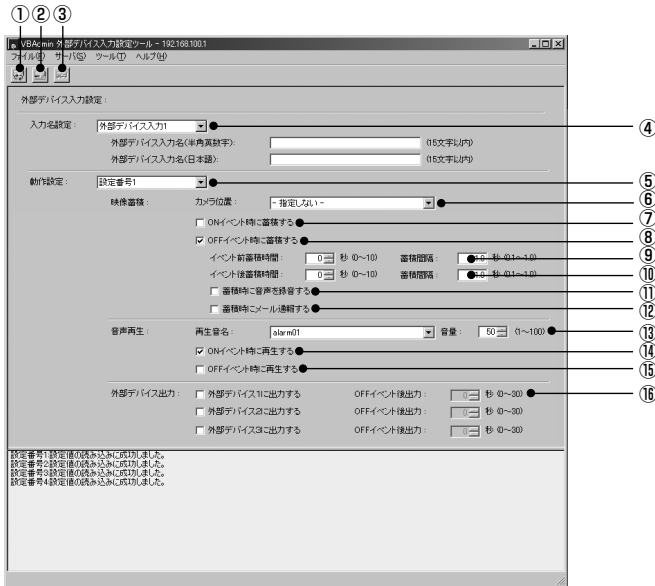 ① ② ③
VBAdmin 外部デバイス入力設定ツール - 192.168.100.1
ファイル(F) サーバ(S) ツール(T) ヘルプ(H)
外部デバイス入力設定:
入力名設定: 外部デバイス入力1 ④
外部デバイス入力名(半角英数字): (15文字以内)
外部デバイス入力名(日本語): (15文字以内)
動作設定: 設定番号1 ⑤
映像蓄積: カメラ位置: - 指定しない - ⑥
ONイベント時に蓄積する ⑦
OFFイベント時に蓄積する ⑧
イベント前蓄積時間: 0 秒 (0~10) 蓄積間隔: 1.0 秒 (0.1~1.0) ⑨
イベント後蓄積時間: 0 秒 (0~10) 蓄積間隔: 1.0 秒 (0.1~1.0) ⑩
蓄積時に音声を録音する ⑪
蓄積時にメール通報する ⑫
音声再生: 再生音名: alarm01 音量: 50 (1~100) ⑬
ONイベント時に再生する ⑭
OFFイベント時に再生する ⑮
外部デバイス出力: 外部デバイス1に出力する OFFイベント後出力: 0 秒 (0~30) ⑯
外部デバイス2に出力する OFFイベント後出力: 0 秒 (0~30)
外部デバイス3に出力する OFFイベント後出力: 0 秒 (0~30)
設定番号1:設定値の読み込みに成功しました。
設定番号2:設定値の読み込みに成功しました。
設定番号3:設定値の読み込みに成功しました。
設定番号4:設定値の読み込みに成功しました。